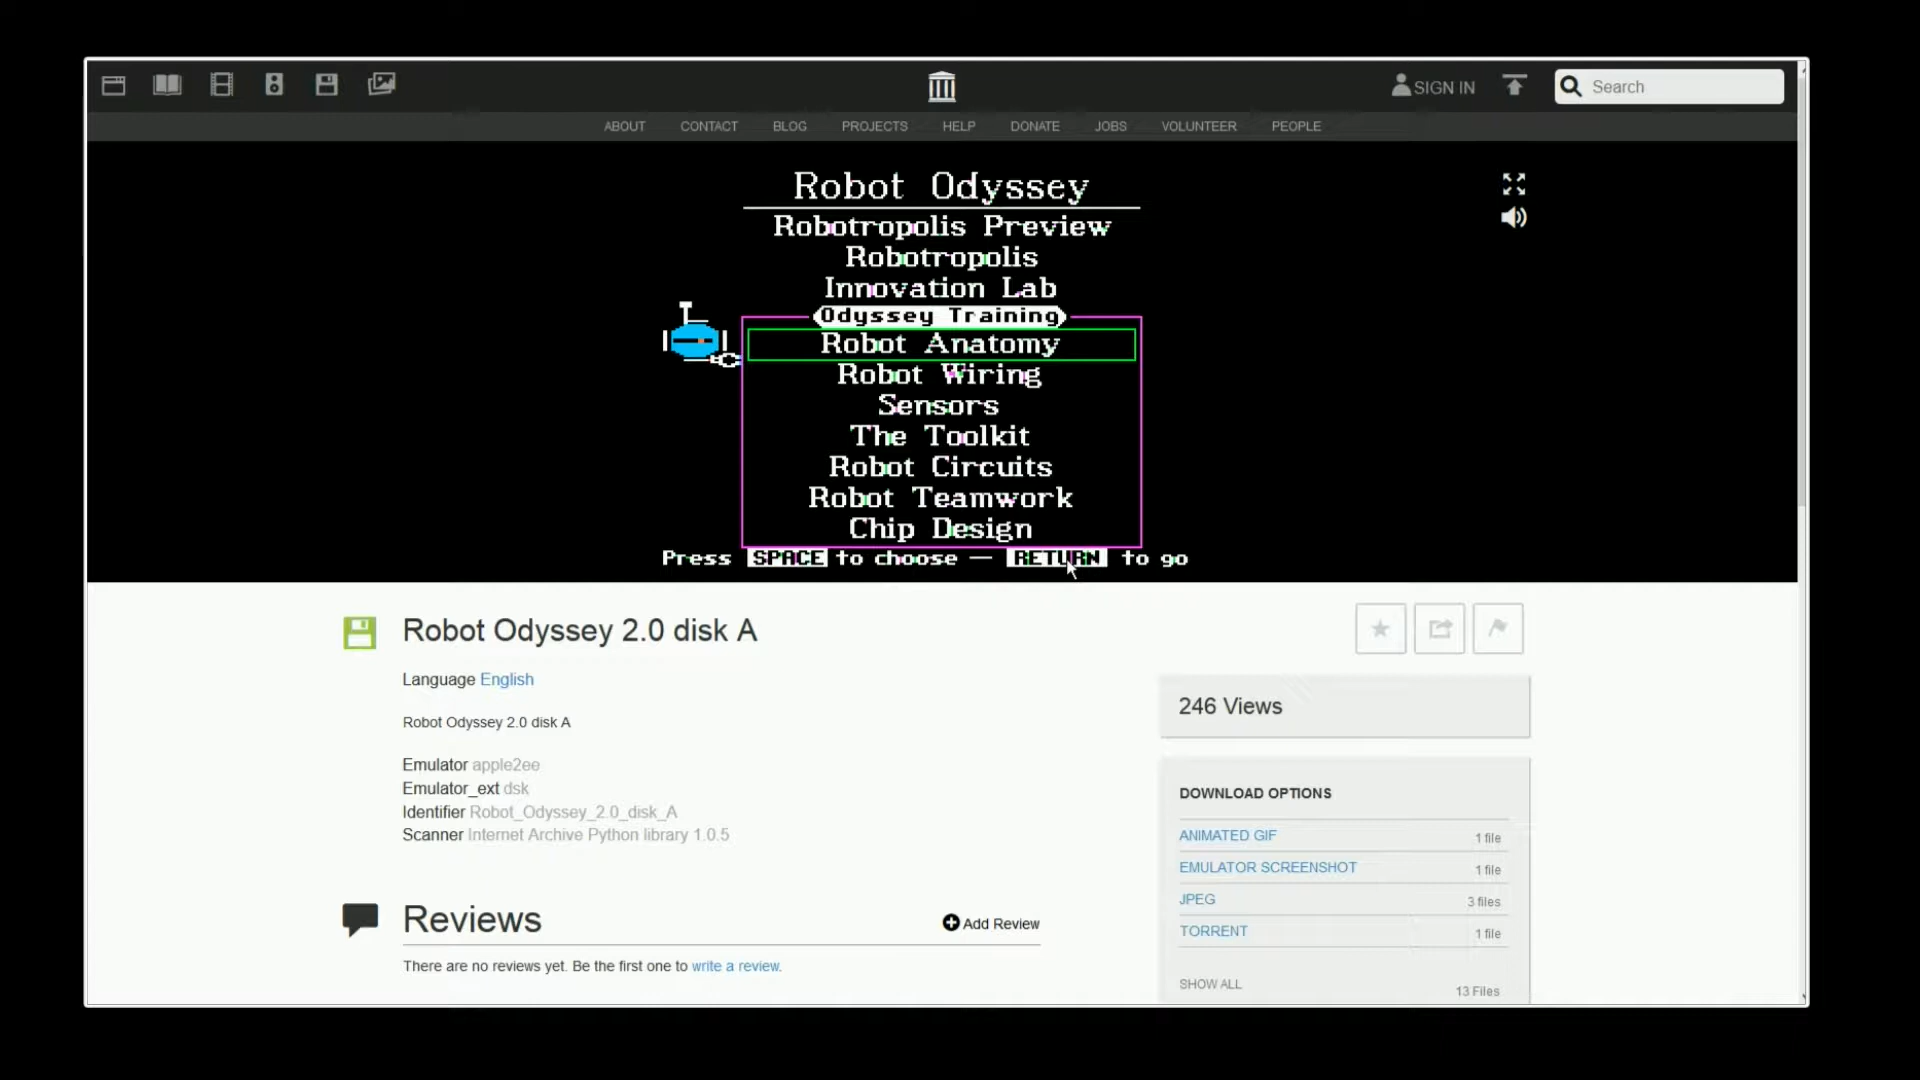 SIGN IN
Search
ABOUT CONTACT BLOG PROJECTS HELP DONATE JOBS VOLUNTEER PEOPLE
Robot Odyssey
Robotropolis Preview
Robotropolis
Innovation Lab
Odyssey Training
Robot Anatomy
Robot Wiring
Sensors
The Toolkit
Robot Circuits
Robot Teamwork
Chip Design
Press SPACE to choose — RETURN to go
Robot Odyssey 2.0 disk A
Language English
Robot Odyssey 2.0 disk A
Emulator apple2ee
Emulator_ext dsk
Identifier Robot_Odyssey_2.0_disk_A
Scanner Internet Archive Python library 1.0.5
Reviews
Add Review
There are no reviews yet. Be the first one to write a review.
246 Views
DOWNLOAD OPTIONS
ANIMATED GIF 1 file
EMULATOR SCREENSHOT 1 file
JPEG 3 files
TORRENT 1 file
SHOW ALL 13 Files